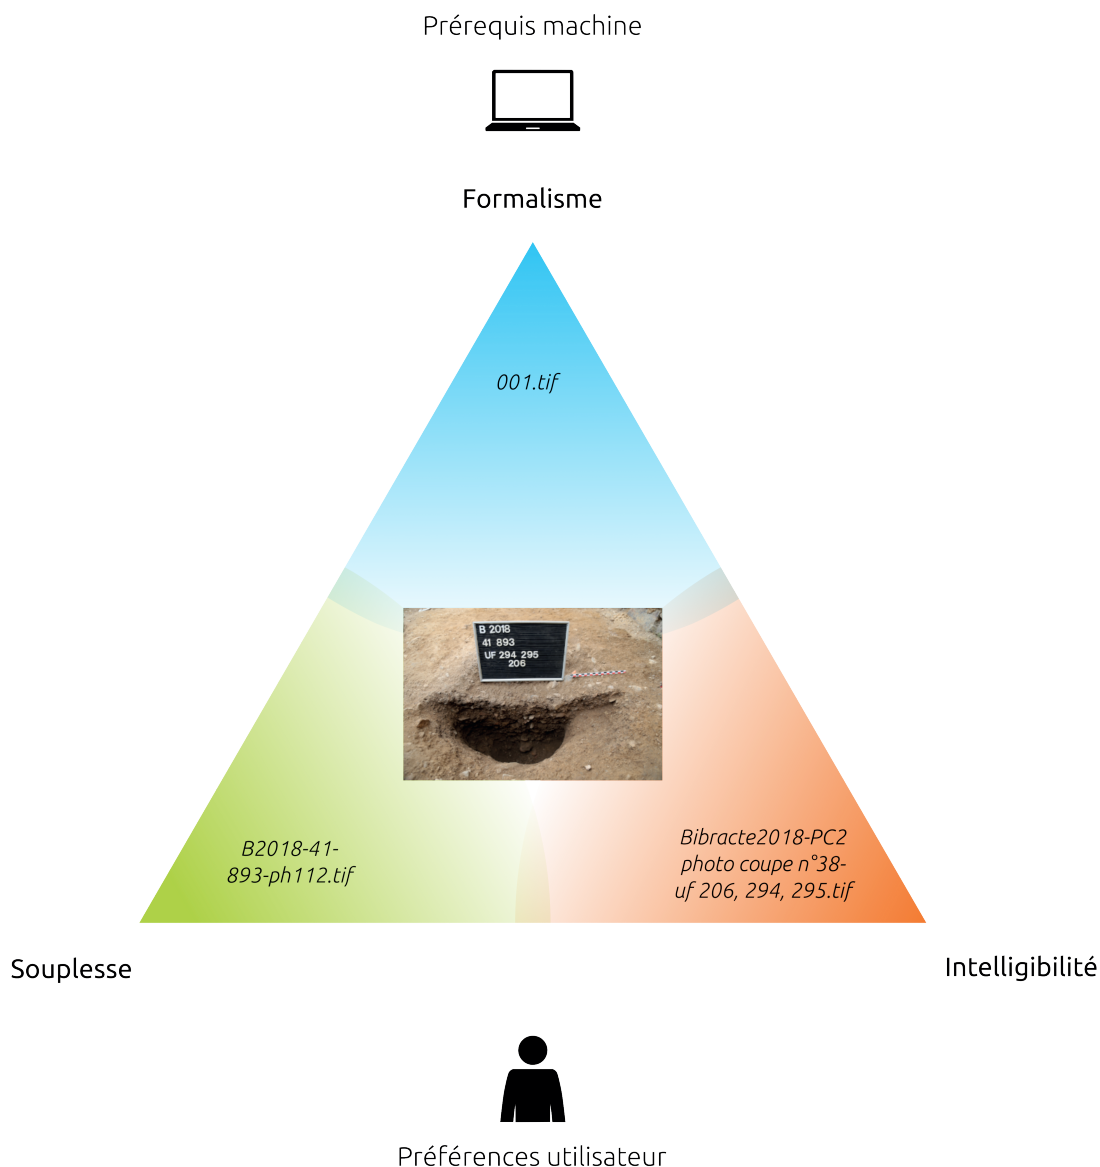 Prérequis machine
Formalisme
001.tif
B 2018
41 893
UF 294 295
206
B2018-41-
893-ph112.tif
Bibracte2018-PC2
photo coupe n°38-
uf 206, 294, 295.tif
Souplesse
Intelligibilité
Préférences utilisateur